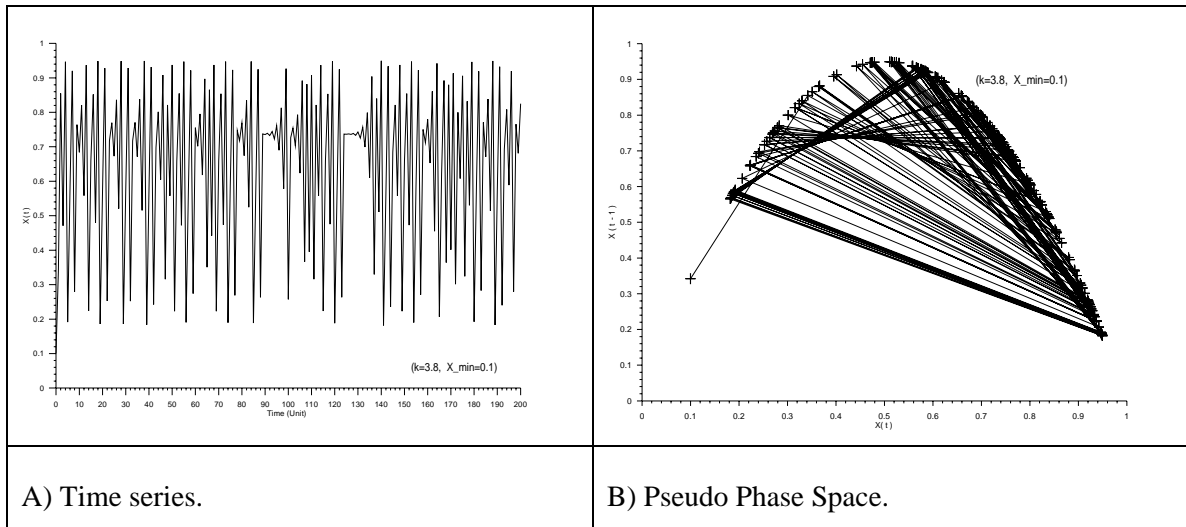 1
0.9
0.8
0.7
0.6
0.5
0.4
0.3
0.2
0.1
0
X(t)
(k=3.8, X_min=0.1)
0 10 20 30 40 50 60 70 80 90 100 110 120 130 140 150 160 170 180 190 200
Time (Unit)
1
0.9
0.8
0.7
0.6
0.5
0.4
0.3
0.2
0.1
0
X ( t - 1 )
(k=3.8, X_min=0.1)
0 0.1 0.2 0.3 0.4 0.5 0.6 0.7 0.8 0.9 1
X( t )
A) Time series.
B) Pseudo Phase Space.